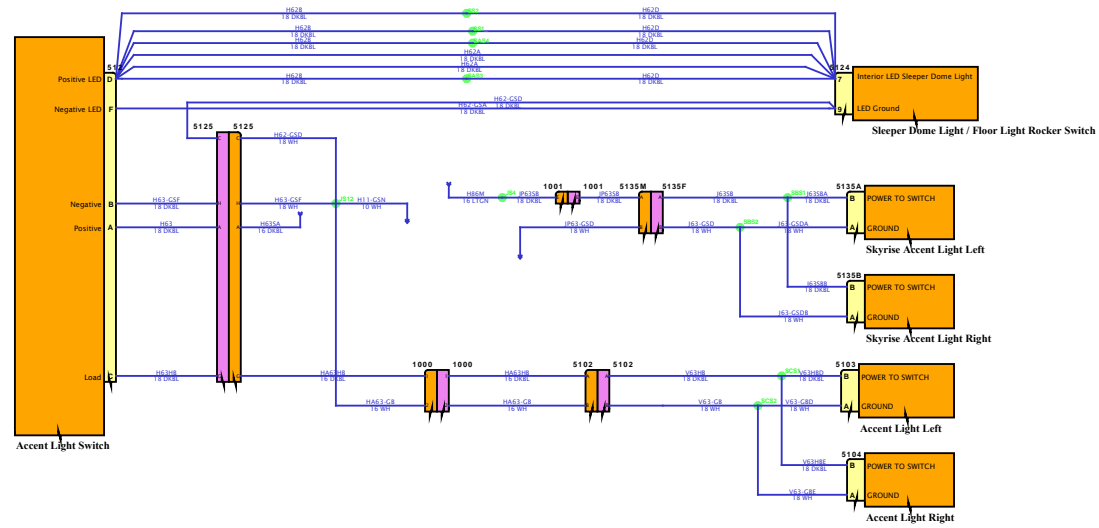 H62B
18 DKBL
H62D
18 DKBL
H62B
18 DKBL
H62D
18 DKBL
H62B
18 DKBL
H62D
18 DKBL
H62A
18 DKBL
H62A
18 DKBL
H62B
18 DKBL
H62D
18 DKBL
Positive LED
D
5124
7
Interior LED Sleeper Dome Light
Negative LED
F
H62-GSD
18 DKBL
H62-GSA
18 DKBL
9
LED Ground
Sleeper Dome Light / Floor Light Rocker Switch
5125
5125
H62-GSD
18 WH
Negative
B
H63-GSF
18 DKBL
H63-GSF
18 WH
JS12
H11-GSN
10 WH
Positive
A
H63
18 DKBL
A
A
H63SA
16 DKBL
H86M
16 LTGN
JS4
JP63SB
18 DKBL
1001
1001
JP63SB
18 DKBL
5135M
5135F
J63SB
18 DKBL
SBS1
J63SBA
18 DKBL
5135A
B
POWER TO SWITCH
JP63-GSD
18 WH
J63-GSD
18 WH
SBS2
J63-GSDA
18 WH
A
GROUND
Skyrise Accent Light Left
J63SBB
18 DKBL
5135B
B
POWER TO SWITCH
J63-GSDB
18 WH
A
GROUND
Skyrise Accent Light Right
Load
C
H63HB
18 DKBL
HA63HB
16 DKBL
1000
1000
HA63HB
16 DKBL
5102
5102
V63HB
18 DKBL
SCS1
V63HBD
18 DKBL
5103
B
POWER TO SWITCH
HA63-GB
16 WH
HA63-GB
16 WH
V63-GB
18 WH
SCS2
V63-GBD
18 WH
A
GROUND
Accent Light Left
Accent Light Switch
V63HBE
18 DKBL
5104
B
POWER TO SWITCH
V63-GBE
18 WH
A
GROUND
Accent Light Right